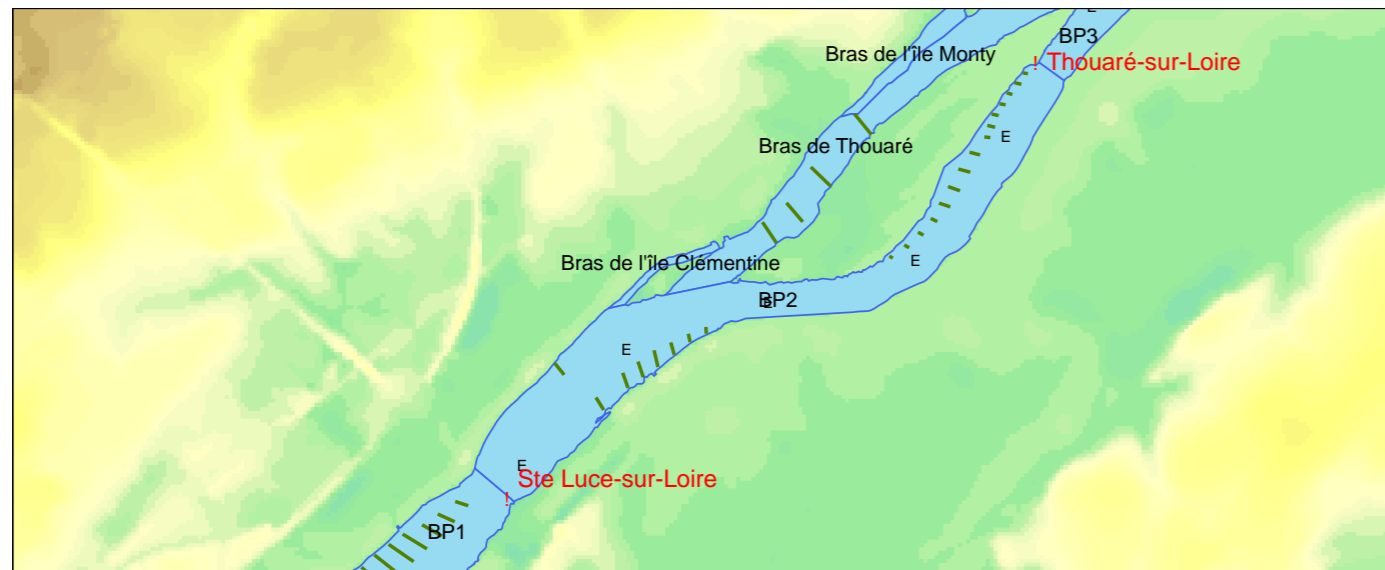 E
BP3
Bras de l'île Monty
! Thouaré-sur-Loire
E
Bras de Thouaré
E
Bras de l'île Clémentine
BP2
E
E
E
Ste Luce-sur-Loire
!
BP1